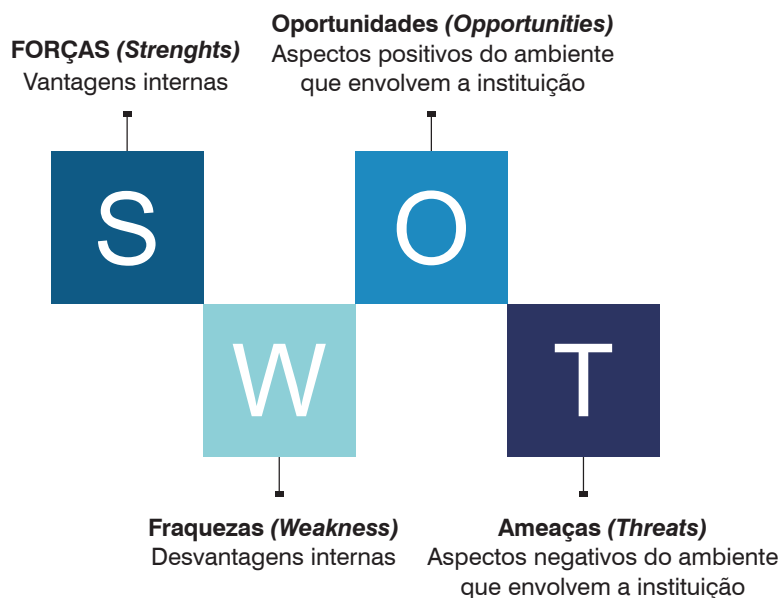 FORÇAS (Strenghts)
Vantagens internas
Oportunidades (Opportunities)
Aspectos positivos do ambiente
que envolvem a instituição
S
O
W
T
Fraquezas (Weakness)
Desvantagens internas
Ameaças (Threats)
Aspectos negativos do ambiente
que envolvem a instituição